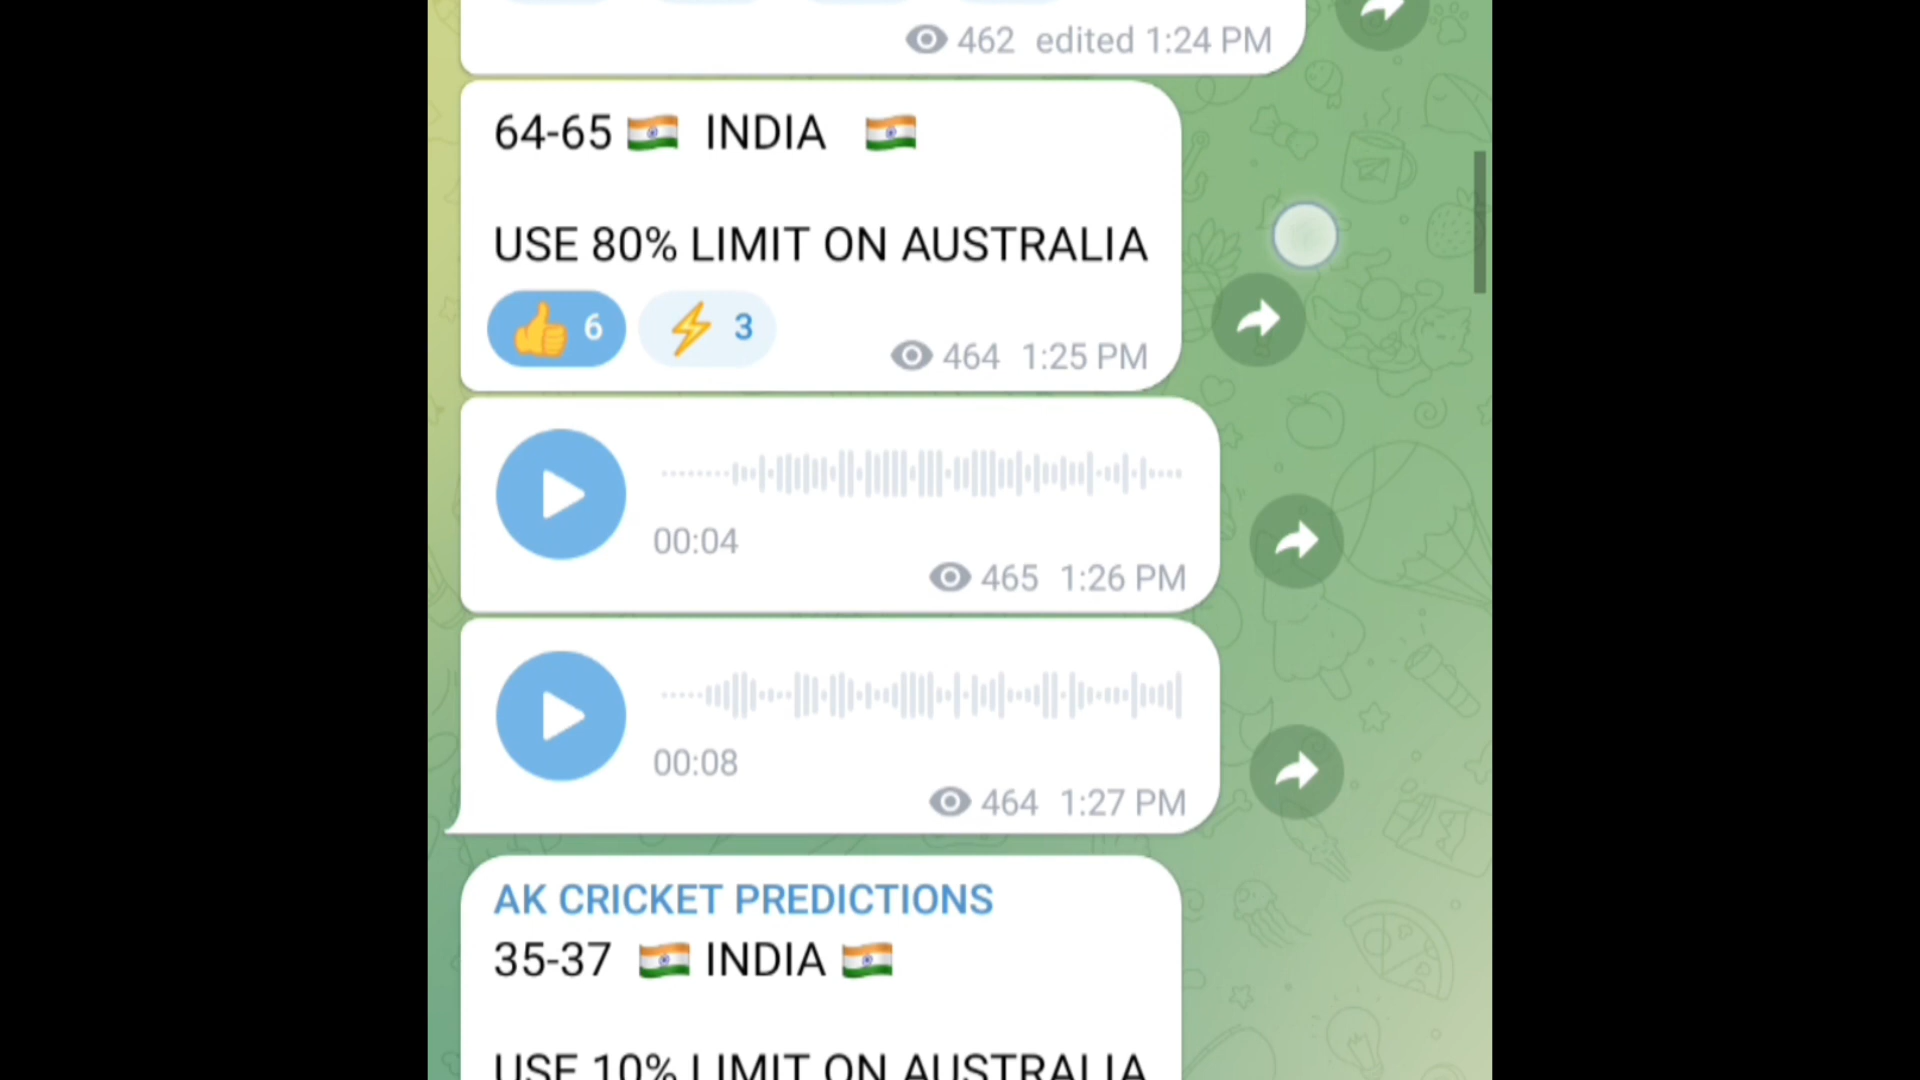 462 edited 1:24 PM
64-65 🇮🇳 INDIA 🇮🇳
USE 80% LIMIT ON AUSTRALIA
👍 6 ⚡ 3
464 1:25 PM
00:04
465 1:26 PM
00:08
464 1:27 PM
AK CRICKET PREDICTIONS
35-37 🇮🇳 INDIA 🇮🇳
USE 10% LIMIT ON AUSTRALIA